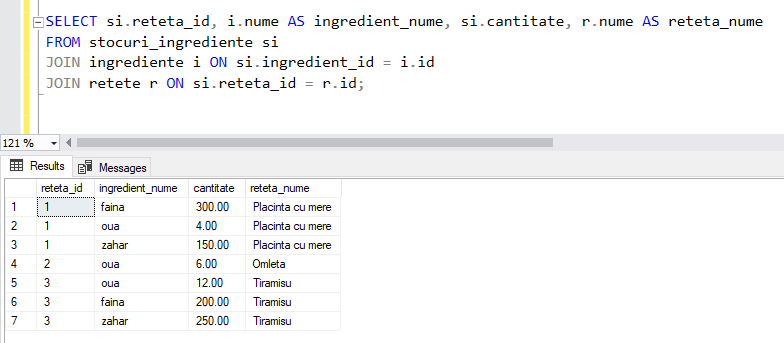 SELECT si.reteta_id, i.nume AS ingredient_nume, si.cantitate, r.nume AS reteta_nume
FROM stocuri_ingrediente si
JOIN ingrediente i ON si.ingredient_id = i.id
JOIN retete r ON si.reteta_id = r.id;
121 %
Results Messages
reteta_id ingredient_nume cantitate reteta_nume
1 1 faina 300.00 Placinta cu mere
2 1 oua 4.00 Placinta cu mere
3 1 zahar 150.00 Placinta cu mere
4 2 oua 6.00 Omleta
5 3 oua 12.00 Tiramisu
6 3 faina 200.00 Tiramisu
7 3 zahar 250.00 Tiramisu